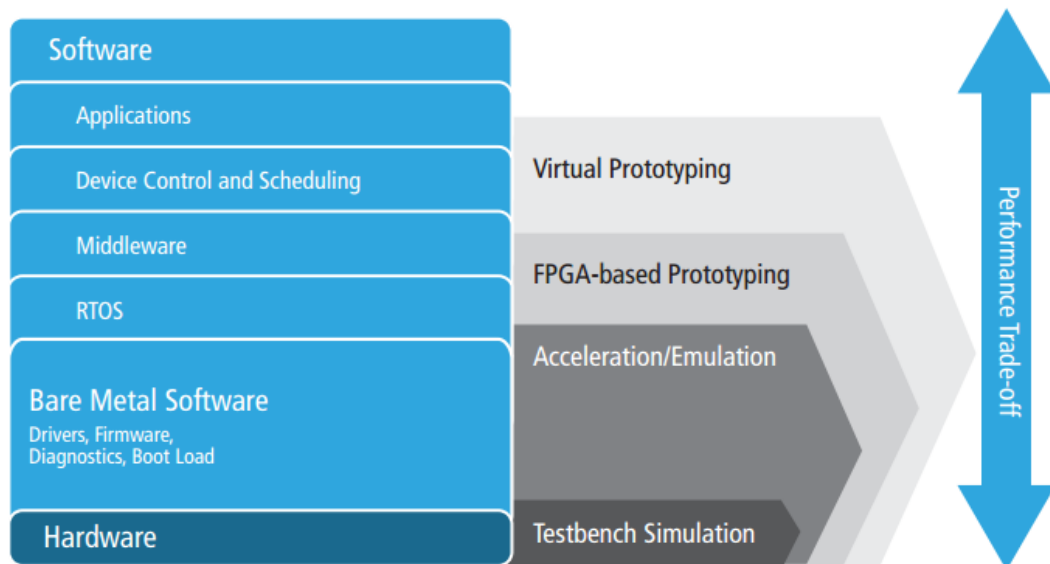 Software
Applications
Device Control and Scheduling
Middleware
RTOS
Bare Metal Software
Drivers, Firmware,
Diagnostics, Boot Load
Hardware
Virtual Prototyping
FPGA-based Prototyping
Acceleration/Emulation
Testbench Simulation
Performance Trade-off